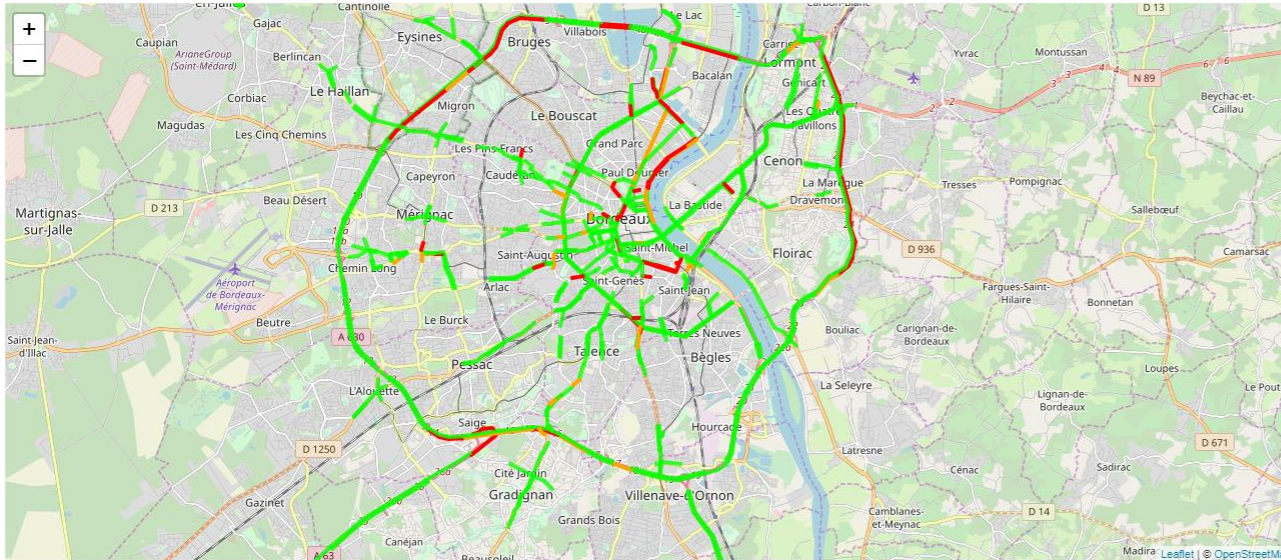 +
−
Cantinolle
Gajac
Caupian
ArianeGroup
(Saint-Médard)
Berlincan
Eysines
Bruges
Villabois
Le Lac
Bacalan
Lormont
Génicart
Yvrac
Montussan
D 13
N 89
Beychac-et-
Caillau
Corbiac
Le Haillan
Magudas
Migron
Les Cinq Chemins
Le Bouscat
Les Quatre
Pavillons
Grand Parc
Les Pins Francs
Caudéran
Paul Doumer
Cenon
Capeyron
La Marègue
Tresses
Pompignac
Martignas-
sur-Jalle
D 213
Beau Désert
Mérignac
La Bastide
Dravemont
Bordeaux
Sallebœuf
Saint-Augustin
Saint-Michel
Floirac
D 936
Camarsac
Chemin Long
Aéroport
de Bordeaux-
Mérignac
Arlac
Saint-Genès
Saint-Jean
Fargues-Saint-
Hilaire
Bonnetan
Beutre
Le Burck
Terres Neuves
Bouliac
Carignan-de-
Bordeaux
Saint-Jean-
d'Illac
A 630
Talence
Bègles
Pessac
L'Alouette
La Seleyre
Loupes
Lignan-de-
Bordeaux
Le Pout
Saige
Hourcade
Latresne
D 1250
D 671
Cité Jardin
Cénac
Sadirac
Gradignan
Villenave-d'Ornon
Gazinet
Grands Bois
Camblanes-
et-Meynac
D 14
Canéjan
A 63
Beausoleil
Madira
Leaflet | © OpenStreetM